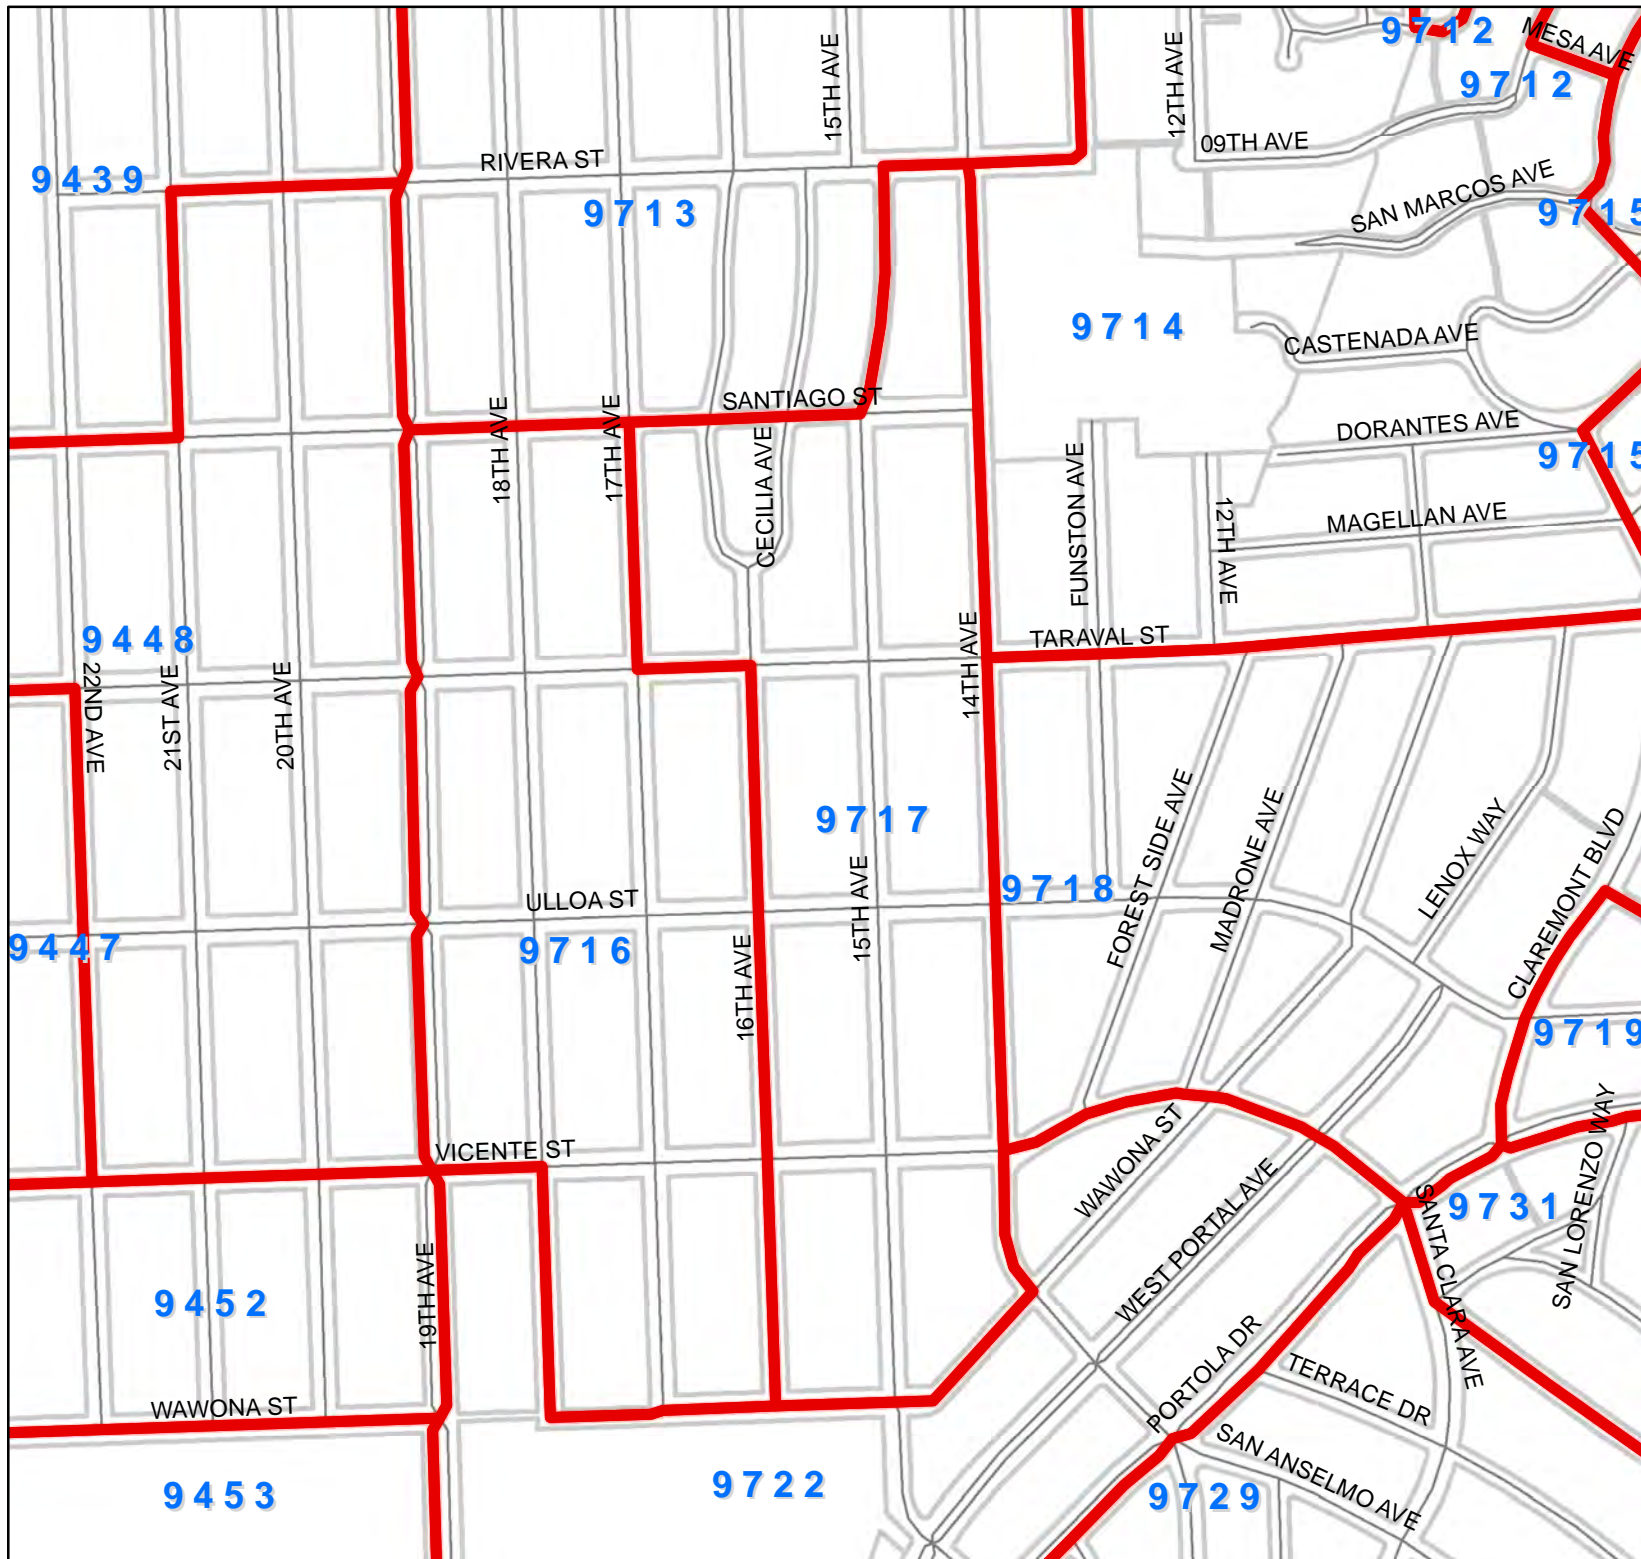 9712
MESA AVE
15TH AVE
12TH AVE
9712
09TH AVE
RIVERA ST
9439
SAN MARCOS AVE
9713
9715
9714
CASTENADA AVE
SANTIAGO ST
DORANTES AVE
18TH AVE
17TH AVE
CECILIA AVE
FUNSTON AVE
9715
12TH AVE
MAGELLAN AVE
9448
TARAVAL ST
14TH AVE
22ND AVE
21ST AVE
20TH AVE
9717
FOREST SIDE AVE
MADRONE AVE
LENOX WAY
CLAREMONT BLVD
9718
ULLOA ST
15TH AVE
9447
9716
16TH AVE
9719
VICENTE ST
WAWONA ST
SAN LORENZO WAY
WEST PORTAL AVE
9731
SANTA CLARA AVE
9452
19TH AVE
PORTOLA DR
TERRACE DR
WAWONA ST
SAN ANSELMO AVE
9453
9722
9729